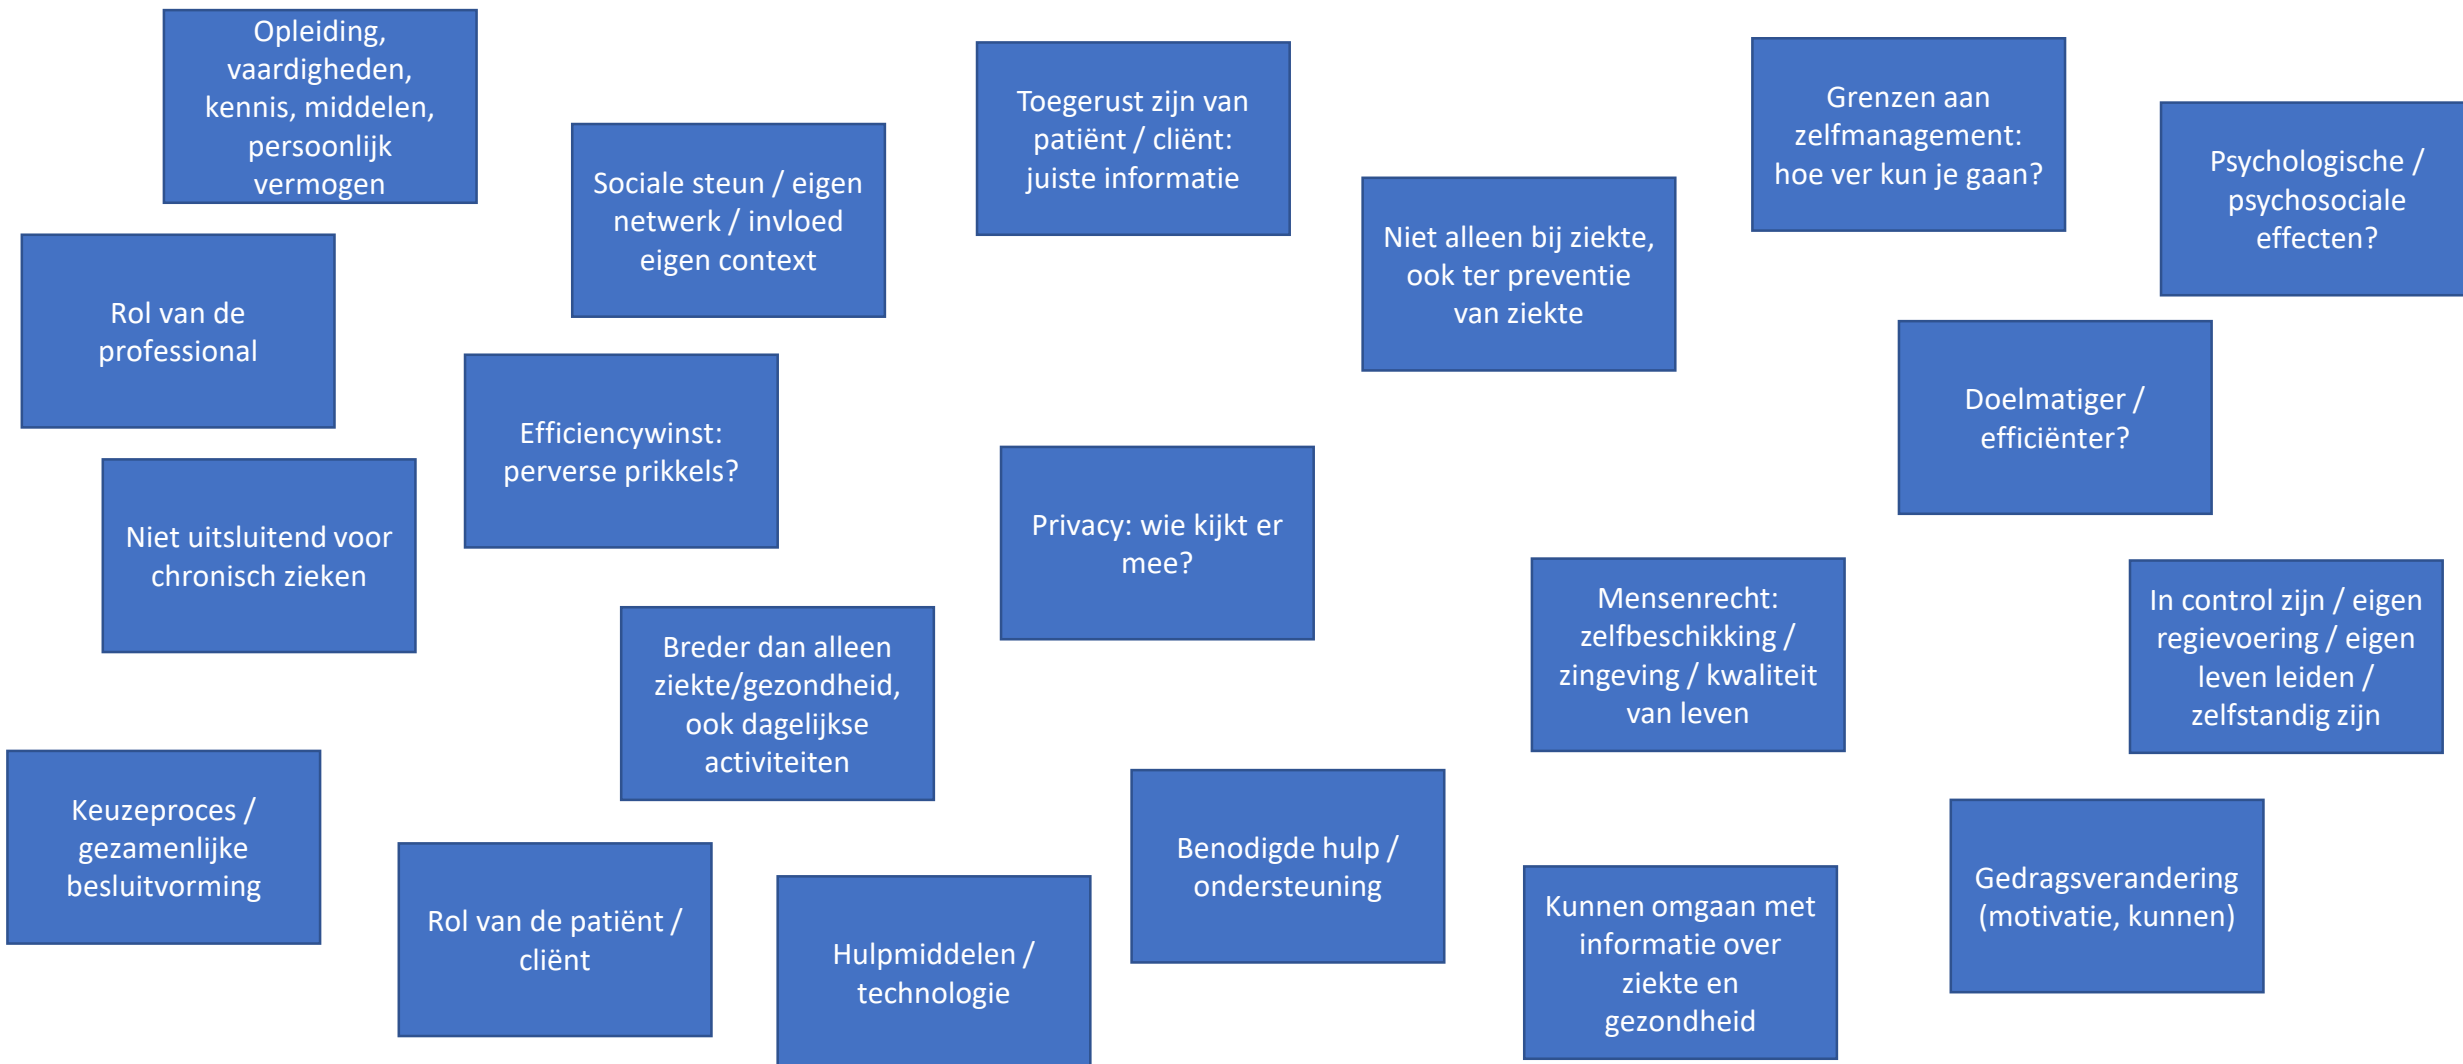 Opleiding,
vaardigheden,
kennis, middelen,
persoonlijk
vermogen
Toegerust zijn van
patiënt / cliënt:
juiste informatie
Grenzen aan
zelfmanagement:
hoe ver kun je gaan?
Sociale steun / eigen
netwerk / invloed
eigen context
Psychologische /
psychosociale
effecten?
Niet alleen bij ziekte,
ook ter preventie
van ziekte
Rol van de
professional
Doelmatiger /
efficiënter?
Efficiencywinst:
perverse prikkels?
Privacy: wie kijkt er
mee?
Niet uitsluitend voor
chronisch zieken
Mensenrecht:
zelfbeschikking /
zingeving / kwaliteit
van leven
In control zijn / eigen
regievoering / eigen
leven leiden /
zelfstandig zijn
Breder dan alleen
ziekte/gezondheid,
ook dagelijkse
activiteiten
Keuzeproces /
gezamenlijke
besluitvorming
Benodigde hulp /
ondersteuning
Gedragsverandering
(motivatie, kunnen)
Rol van de patiënt /
cliënt
Kunnen omgaan met
informatie over
ziekte en
gezondheid
Hulpmiddelen /
technologie